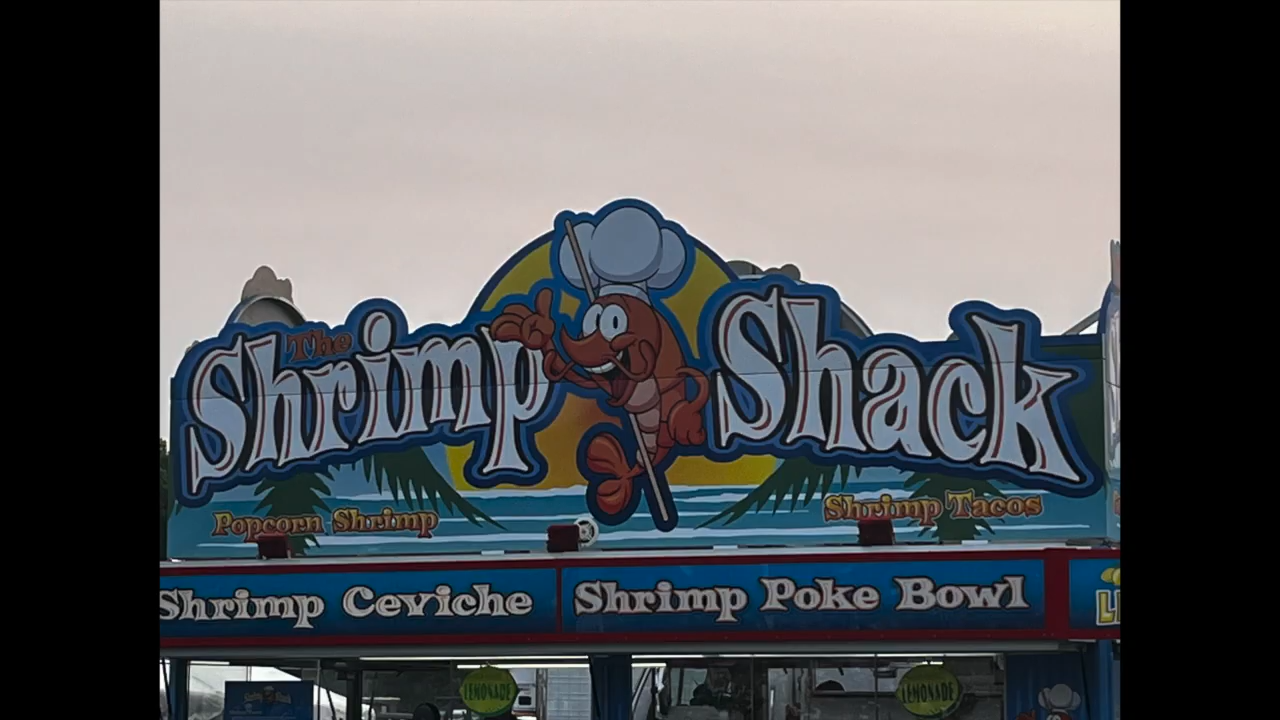 The
Shrimp Shack
Popcorn Shrimp
Shrimp Tacos
Shrimp Ceviche
Shrimp Poke Bowl
LEMONADE
LEMONADE